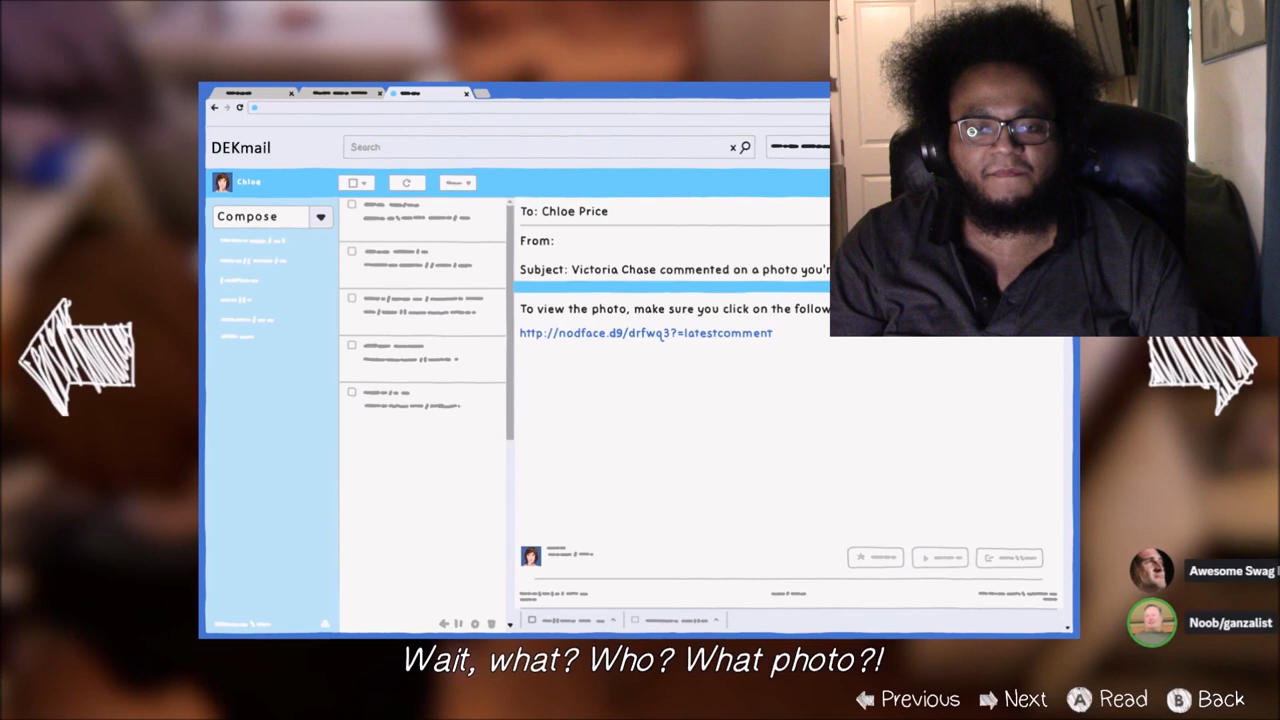 DEKmail
Search
Chloe
Compose
To: Chloe Price
From:
Subject: Victoria Chase commented on a photo you'r
To view the photo, make sure you click on the follow
http://nodface.d9/drfwq3?=latestcomment
Awesome Swag
Noob/ganzalist
Wait, what? Who? What photo?!
Previous Next A Read B Back